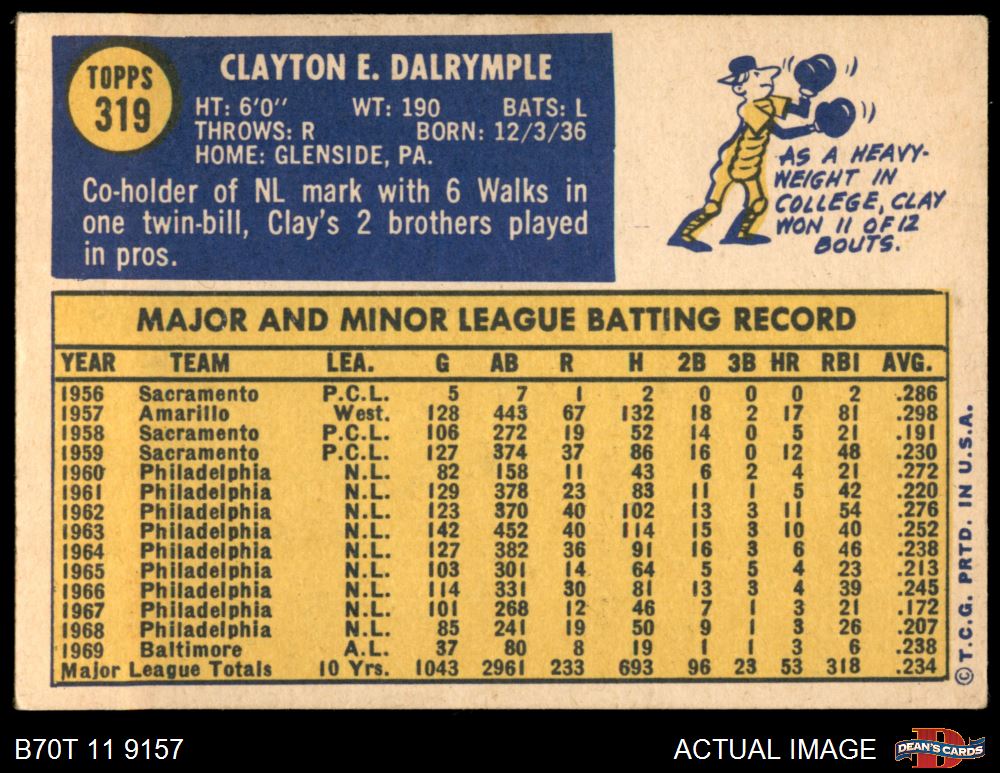 TOPPS
319
CLAYTON E. DALRYMPLE
HT: 6'0" WT: 190 BATS: L
THROWS: R BORN: 12/3/36
HOME: GLENSIDE, PA.
Co-holder of NL mark with 6 Walks in
one twin-bill, Clay's 2 brothers played
in pros.
AS A HEAVY-
WEIGHT IN
COLLEGE, CLAY
WON 11 OF 12
BOUTS.
MAJOR AND MINOR LEAGUE BATTING RECORD
YEAR TEAM LEA. G AB R H 2B 3B HR RBI AVG.
1956 Sacramento P.C.L. 5 7 1 2 0 0 0 2 .286
1957 Amarillo West. 128 443 67 132 18 2 17 81 .298
1958 Sacramento P.C.L. 106 272 19 52 14 0 5 21 .191
1959 Sacramento P.C.L. 127 374 37 86 16 0 12 48 .230
1960 Philadelphia N.L. 82 158 11 43 6 2 4 21 .272
1961 Philadelphia N.L. 129 378 23 83 11 1 5 42 .220
1962 Philadelphia N.L. 123 370 40 102 13 3 11 54 .276
1963 Philadelphia N.L. 142 452 40 114 15 3 10 40 .252
1964 Philadelphia N.L. 127 382 36 91 16 3 6 46 .238
1965 Philadelphia N.L. 103 301 14 64 5 5 4 23 .213
1966 Philadelphia N.L. 114 331 30 81 13 3 4 39 .245
1967 Philadelphia N.L. 101 268 12 46 7 1 3 21 .172
1968 Philadelphia N.L. 85 241 19 50 9 1 3 26 .207
1969 Baltimore A.L. 37 80 8 19 1 1 3 6 .238
Major League Totals 10 Yrs. 1043 2961 233 693 96 23 53 318 .234
© T.C.G. PRTD. IN U.S.A.
B70T 11 9157 ACTUAL IMAGE
DEAN'S CARDS